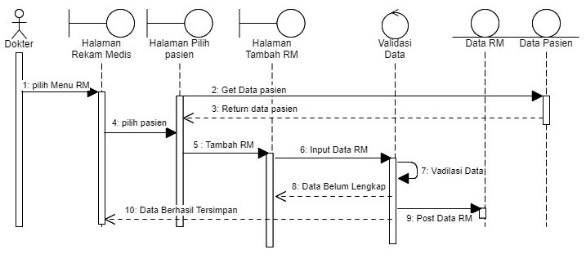 Dokter
Halaman
Rekam Medis
Halaman Pilih
pasien
Halaman
Tambah RM
Validasi
Data
Data RM
Data Pasien
1: pilih Menu RM
2: Get Data pasien
3: Return data pasien
4: pilih pasien
5 : Tambah RM
6: Input Data RM
7: Vadilasi Data
8 : Data Belum Lengkap
9: Post Data RM
10: Data Berhasil Tersimpan